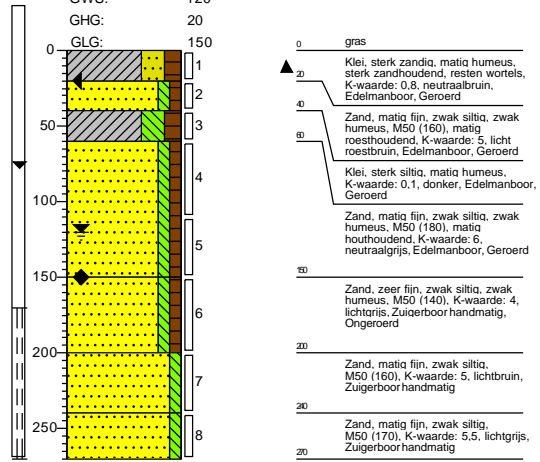 GWS: 120
GHG: 20
GLG: 150
0
50
100
150
200
250
1
2
3
4
5
6
7
8
0
gras
Klei, sterk zandig, matig humeus,
sterk zandhoudend, resten wortels,
K-waarde: 0,8, neutraalbruin,
Edelmanboor, Geroerd
20
Zand, matig fijn, zwak siltig, zwak
humeus, M50 (160), matig
roesthoudend, K-waarde: 5, licht
roestbruin, Edelmanboor, Geroerd
40
Klei, sterk siltig, matig humeus,
K-waarde: 0,1, donker, Edelmanboor,
Geroerd
60
Zand, matig fijn, zwak siltig, zwak
humeus, M50 (180), matig
houthoudend, K-waarde: 6,
neutraalgrijs, Edelmanboor, Geroerd
150
Zand, zeer fijn, zwak siltig, zwak
humeus, M50 (140), K-waarde: 4,
lichtgrijs, Zuigerboor handmatig,
Ongeroerd
200
Zand, matig fijn, zwak siltig,
M50 (160), K-waarde: 5, lichtbruin,
Zuigerboor handmatig
240
Zand, matig fijn, zwak siltig,
M50 (170), K-waarde: 5,5, lichtgrijs,
Zuigerboor handmatig
270